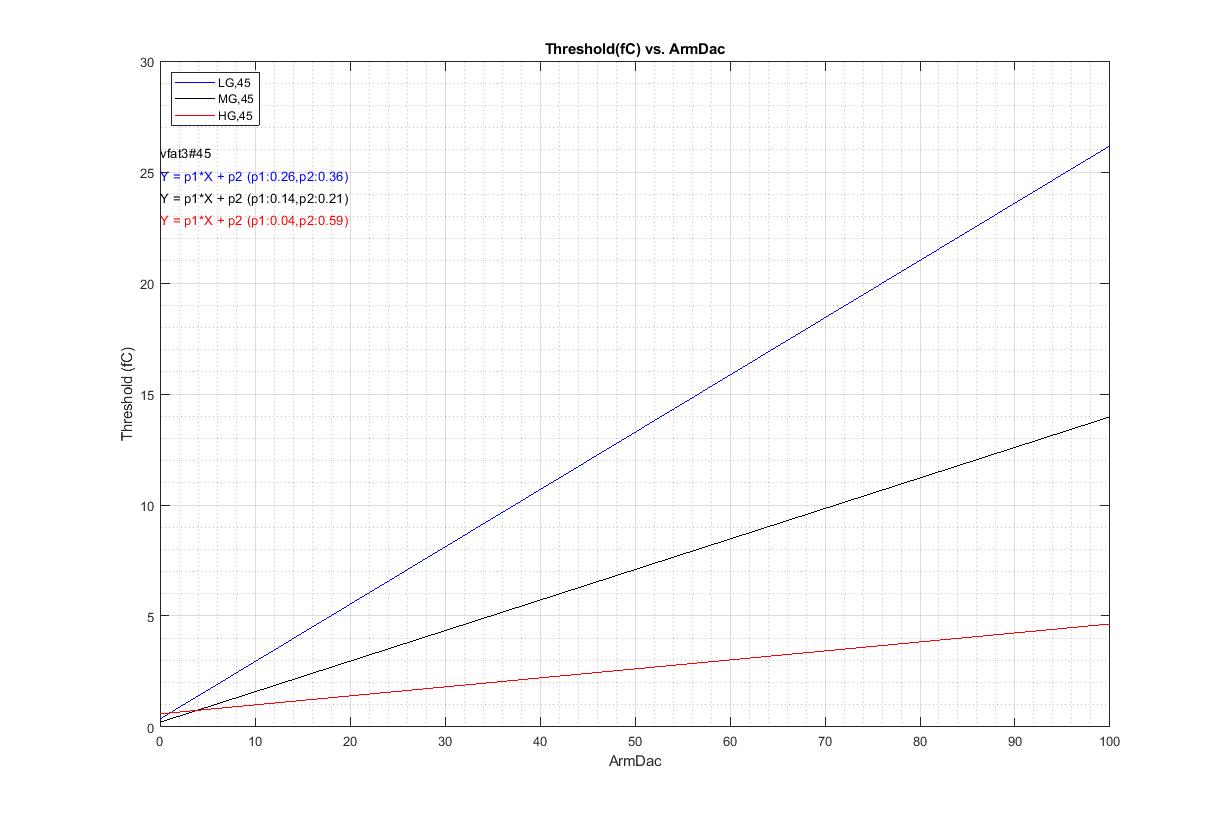 Threshold(fC) vs. ArmDac
30
LG,45
MG,45
HG,45
vfat3#45
25
Y = p1*X + p2 (p1:0.26,p2:0.36)
Y = p1*X + p2 (p1:0.14,p2:0.21)
Y = p1*X + p2 (p1:0.04,p2:0.59)
20
15
Threshold (fC)
10
5
0
0 10 20 30 40 50 60 70 80 90 100
ArmDac